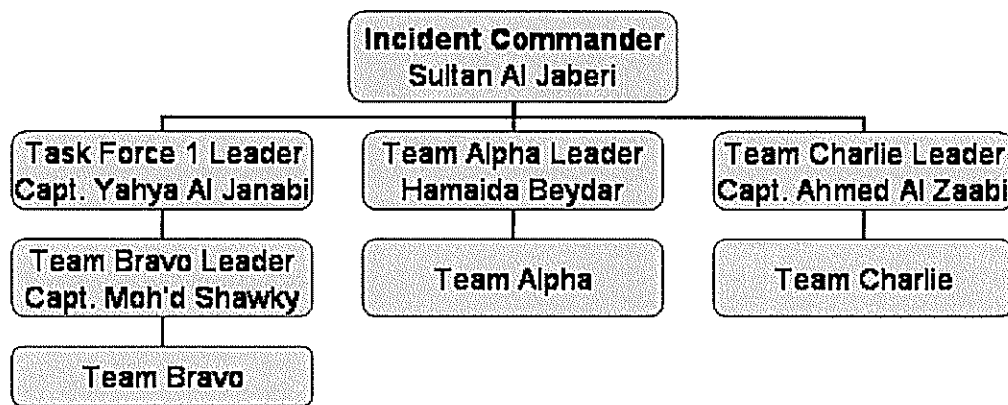 Incident Commander
Sultan Al Jaberi
Task Force 1 Leader
Capt. Yahya Al Janabi
Team Alpha Leader
Hamaida Beydar
Team Charlie Leader
Capt. Ahmed Al Zaabi
Team Bravo Leader
Capt. Moh'd Shawky
Team Alpha
Team Charlie
Team Bravo